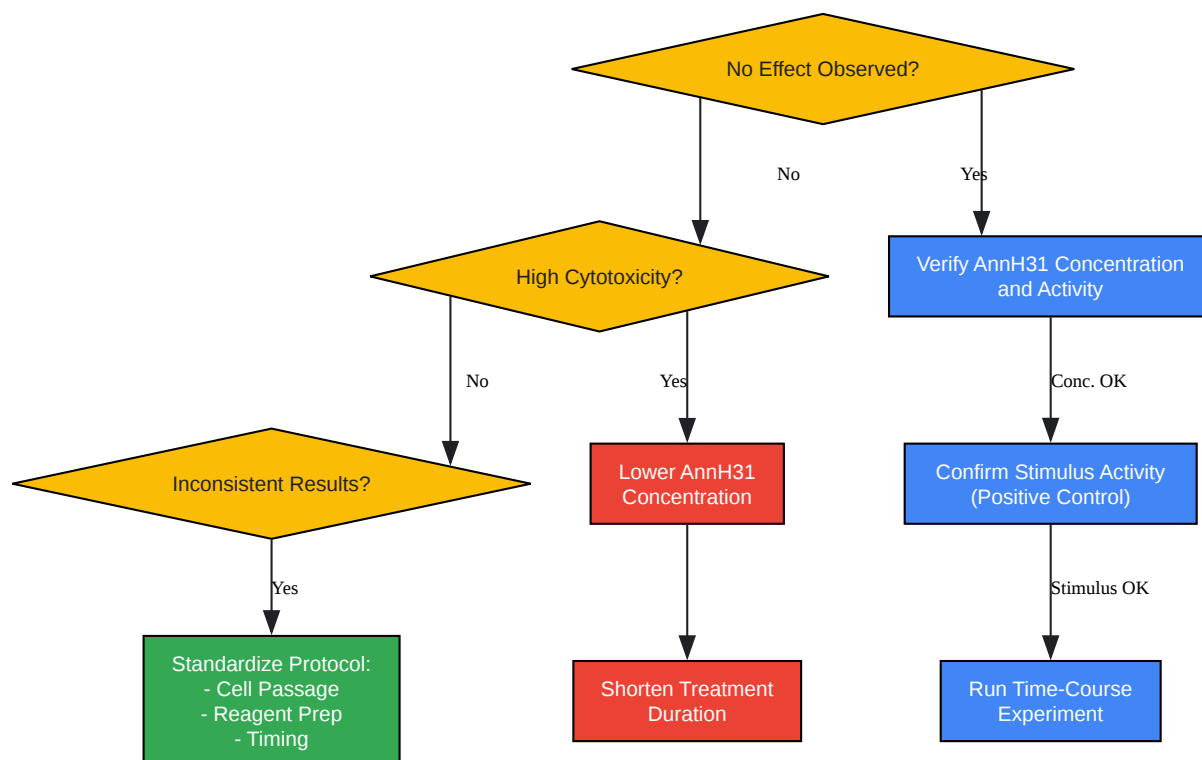 No Effect Observed?
No
Yes
High Cytotoxicity?
Verify AnnH31 Concentration
and Activity
No
Yes
Conc. OK
Inconsistent Results?
Lower AnnH31
Concentration
Confirm Stimulus Activity
(Positive Control)
Yes
Stimulus OK
Standardize Protocol:
- Cell Passage
- Reagent Prep
- Timing
Shorten Treatment
Duration
Run Time-Course
Experiment